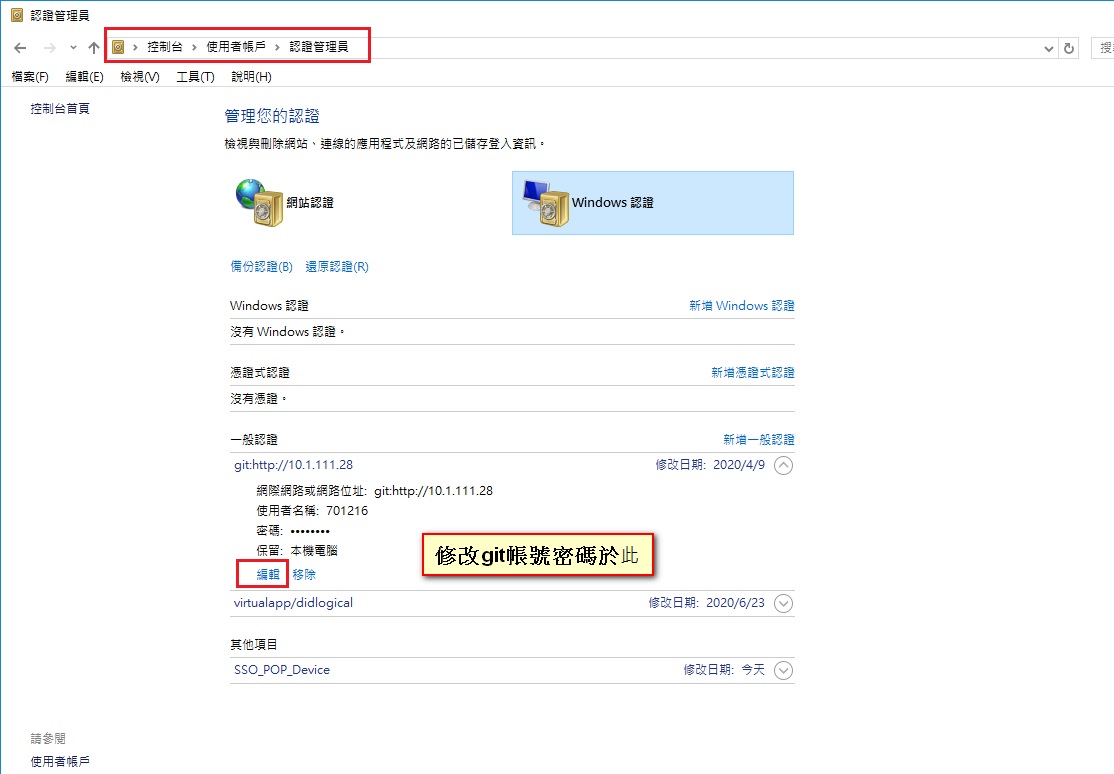 認證管理員
控制台 › 使用者帳戶 › 認證管理員
搜
檔案(F) 編輯(E) 檢視(V) 工具(T) 說明(H)
控制台首頁
管理您的認證
檢視與刪除網站、連線的應用程式及網路的已儲存登入資訊。
網站認證
Windows 認證
備份認證(B) 還原認證(R)
Windows 認證 新增 Windows 認證
沒有 Windows 認證。
憑證式認證 新增憑證式認證
沒有憑證。
一般認證 新增一般認證
git:http://10.1.111.28 修改日期: 2020/4/9
網際網路或網路位址: git:http://10.1.111.28
使用者名稱: 701216
密碼: ••••••••
保留: 本機電腦
編輯 移除
修改git帳號密碼於此
virtualapp/didlogical 修改日期: 2020/6/23
其他項目
SSO_POP_Device 修改日期: 今天
請參閱
使用者帳戶